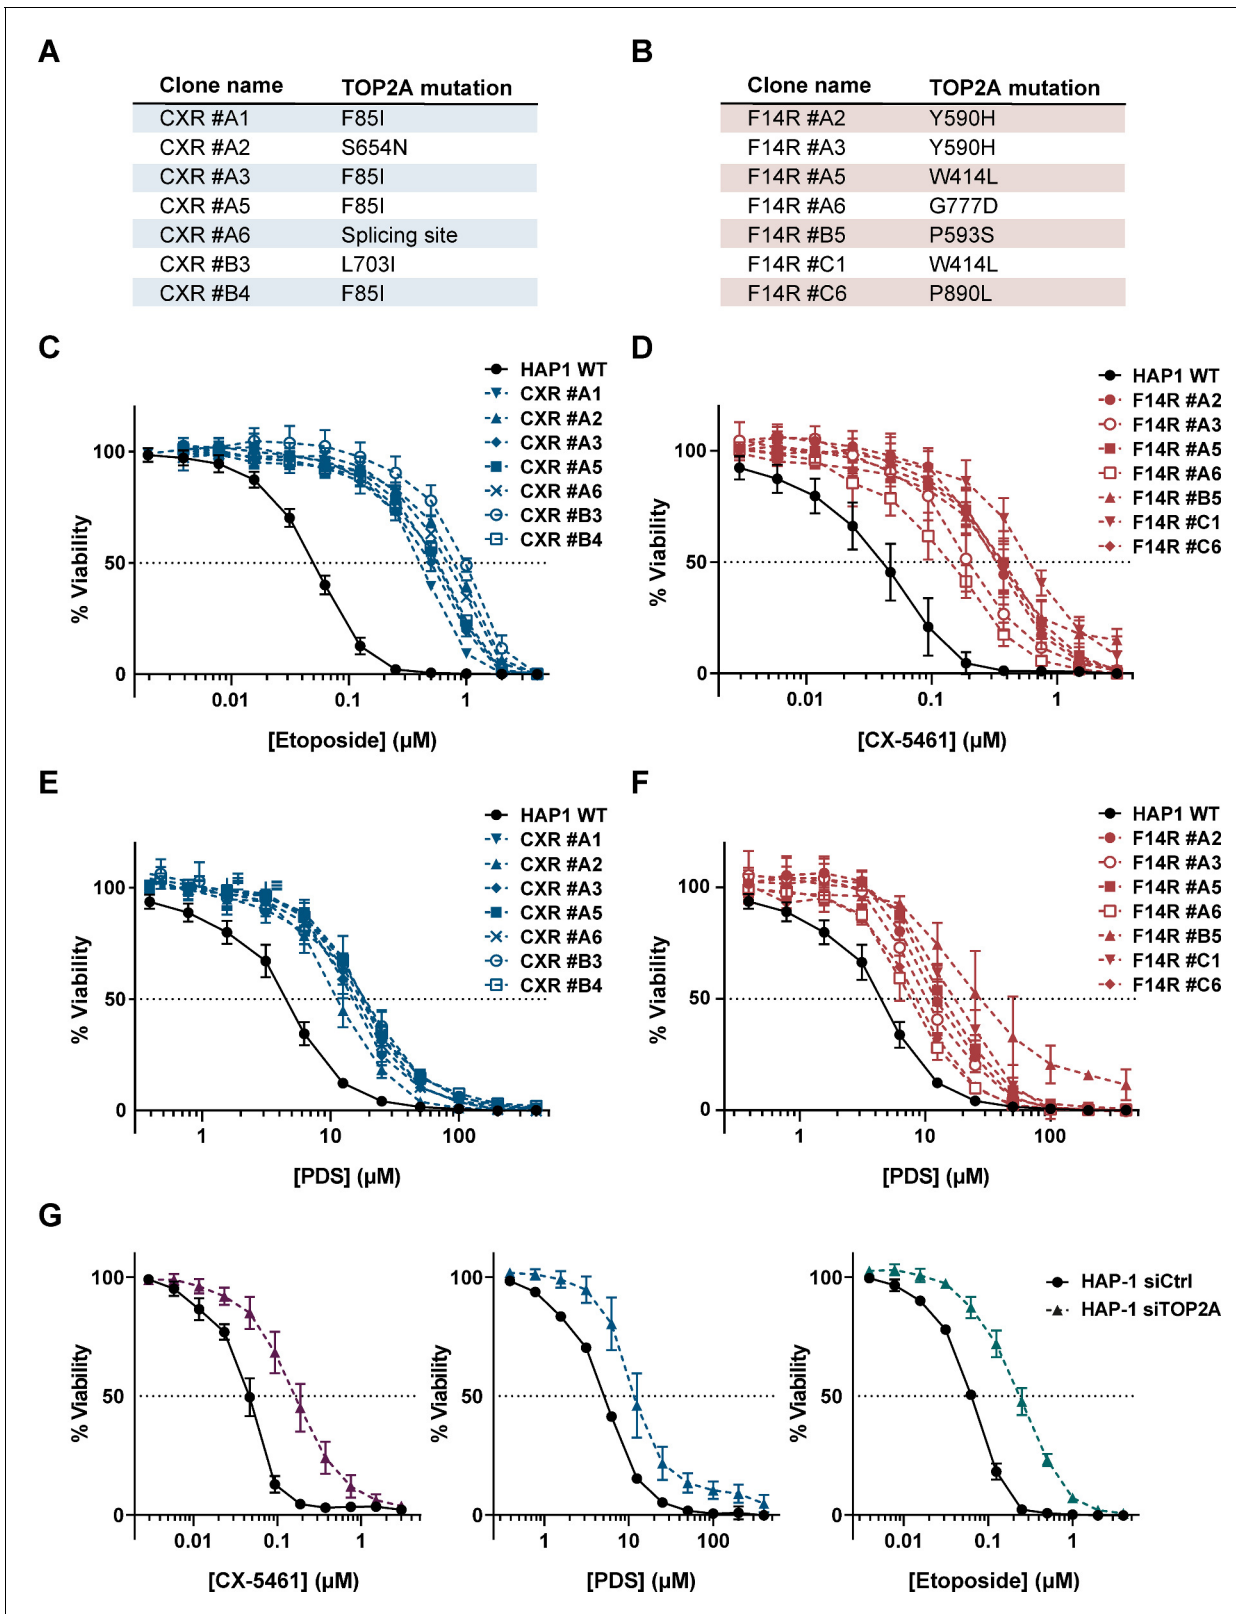 A
Clone name TOP2A mutation
CXR #A1 F85I
CXR #A2 S654N
CXR #A3 F85I
CXR #A5 F85I
CXR #A6 Splicing site
CXR #B3 L703I
CXR #B4 F85I
B
Clone name TOP2A mutation
F14R #A2 Y590H
F14R #A3 Y590H
F14R #A5 W414L
F14R #A6 G777D
F14R #B5 P593S
F14R #C1 W414L
F14R #C6 P890L
C
HAP1 WT
CXR #A1
CXR #A2
CXR #A3
CXR #A5
CXR #A6
CXR #B3
CXR #B4
% Viability
100
50
0
0.01 0.1 1
[Etoposide] (µM)
D
HAP1 WT
F14R #A2
F14R #A3
F14R #A5
F14R #A6
F14R #B5
F14R #C1
F14R #C6
% Viability
100
50
0
0.01 0.1 1
[CX-5461] (µM)
E
HAP1 WT
CXR #A1
CXR #A2
CXR #A3
CXR #A5
CXR #A6
CXR #B3
CXR #B4
% Viability
100
50
0
1 10 100
[PDS] (µM)
F
HAP1 WT
F14R #A2
F14R #A3
F14R #A5
F14R #A6
F14R #B5
F14R #C1
F14R #C6
% Viability
100
50
0
1 10 100
[PDS] (µM)
G
% Viability
100
50
0
0.01 0.1 1
[CX-5461] (µM)
% Viability
100
50
0
1 10 100
[PDS] (µM)
% Viability
100
50
0
0.01 0.1 1
[Etoposide] (µM)
HAP-1 siCtrl
HAP-1 siTOP2A